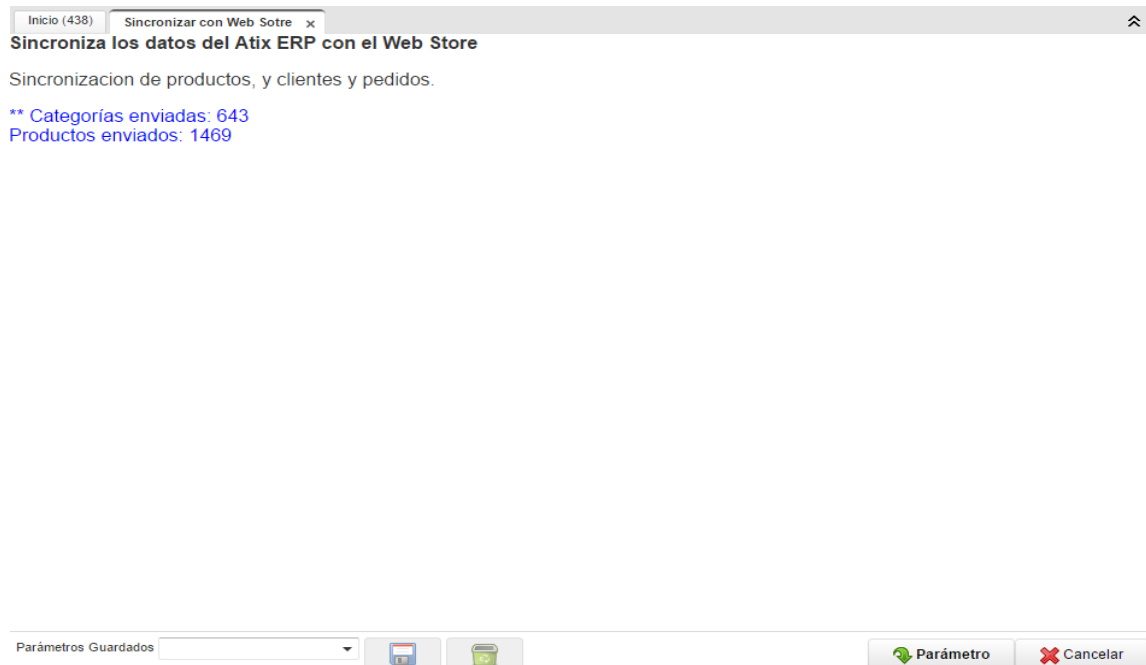 Inicio (438)
Sincronizar con Web Sotre x
Sincroniza los datos del Atix ERP con el Web Store
Sincronizacion de productos, y clientes y pedidos.
** Categorías enviadas: 643
Productos enviados: 1469
Parámetros Guardados
Parámetro
Cancelar